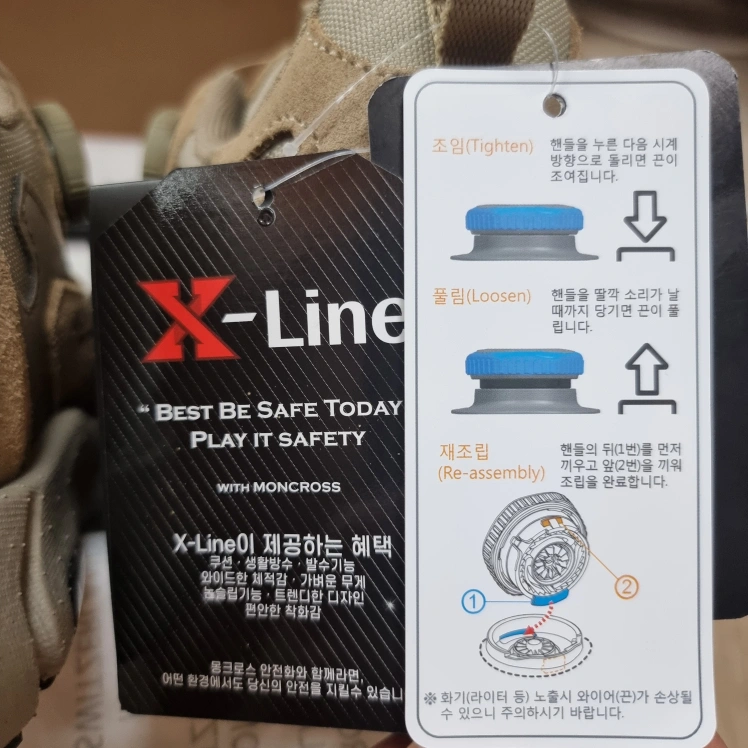 X-Line
“ BEST BE SAFE TODAY
PLAY IT SAFETY
WITH MONCROSS
X-Line이 제공하는 혜택
쿠션 · 생활방수 · 발수기능
와이드한 체적감 · 가벼운 무게
논슬립기능 · 트렌디한 디자인
편안한 착화감
몽크로스 안전화와 함께라면,
어떤 환경에서도 당신의 안전을 지킬수 있습니
조임(Tighten)
핸들을 누른 다음 시계
방향으로 돌리면 끈이
조여집니다.
풀림(Loosen)
핸들을 딸깍 소리가 날
때까지 당기면 끈이 풀
립니다.
재조립
(Re-assembly)
핸들의 뒤(1번)를 먼저
끼우고 앞(2번)을 끼워
조립을 완료합니다.
1
2
※ 화기(라이터 등) 노출시 와이어(끈)가 손상될
수 있으니 주의하시기 바랍니다.